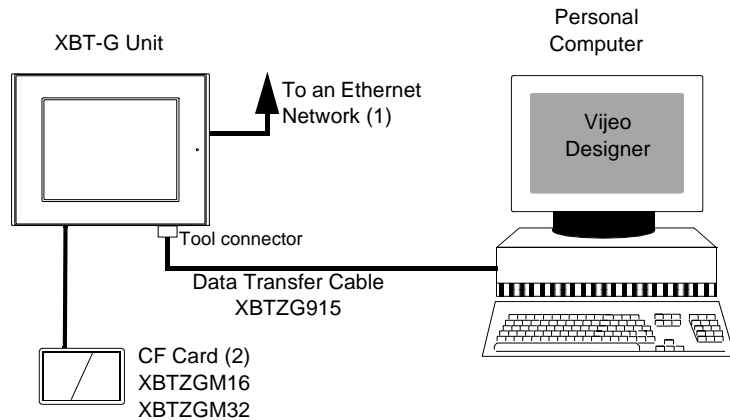 Personal
Computer
XBT-G Unit
To an Ethernet
Network (1)
Vijeo
Designer
Tool connector
Data Transfer Cable
XBTZG915
CF Card (2)
XBTZGM16
XBTZGM32